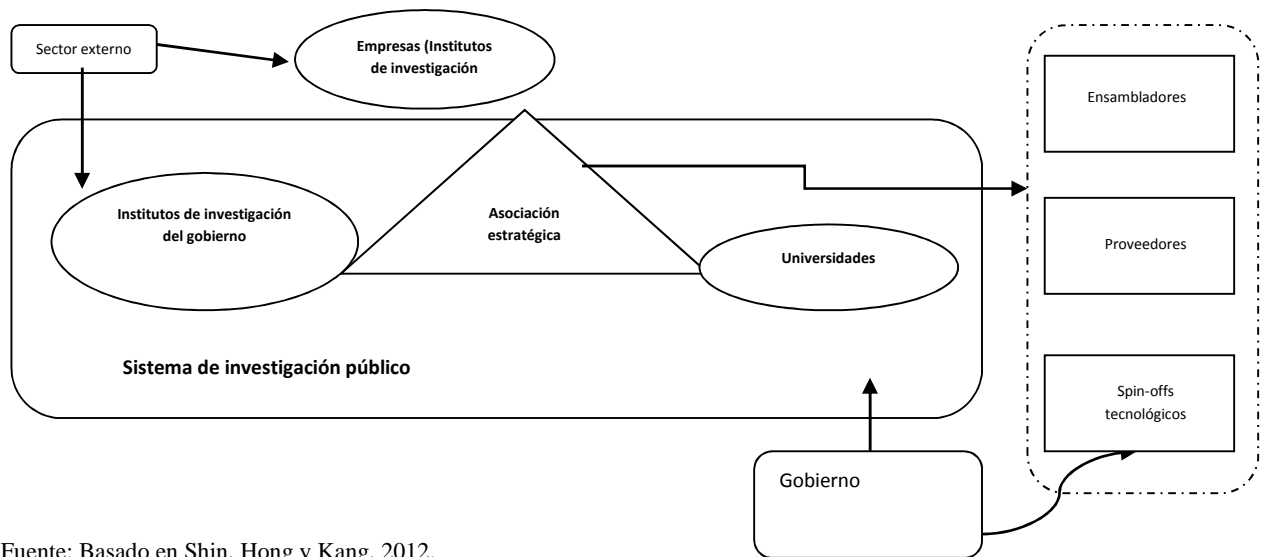 Sector externo
Empresas (Institutos
de investigación
Ensambladores
Institutos de investigación
del gobierno
Asociación
estratégica
Universidades
Proveedores
Sistema de investigación público
Spin-offs
tecnológicos
Gobierno
Fuente: Basado en Shin, Hong y Kang, 2012.